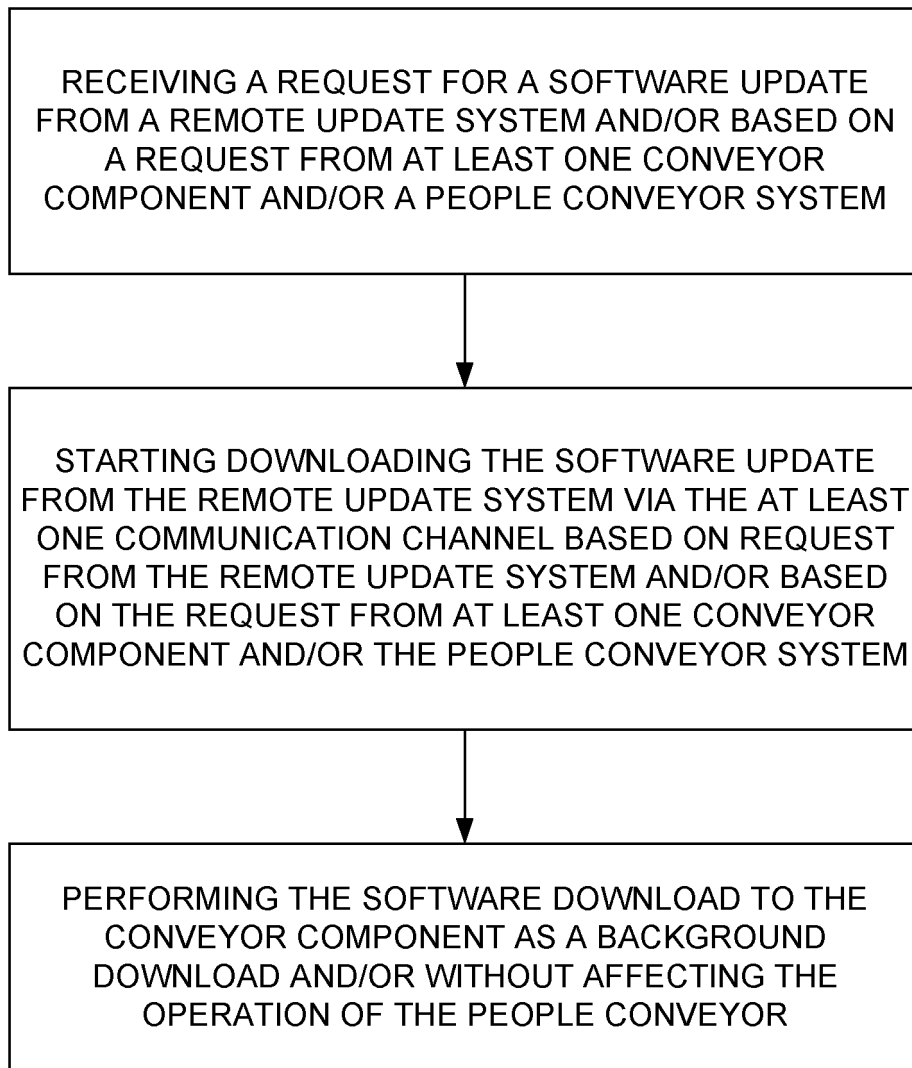 RECEIVING A REQUEST FOR A SOFTWARE UPDATE
FROM A REMOTE UPDATE SYSTEM AND/OR BASED ON
A REQUEST FROM AT LEAST ONE CONVEYOR
COMPONENT AND/OR A PEOPLE CONVEYOR SYSTEM
STARTING DOWNLOADING THE SOFTWARE UPDATE
FROM THE REMOTE UPDATE SYSTEM VIA THE AT LEAST
ONE COMMUNICATION CHANNEL BASED ON REQUEST
FROM THE REMOTE UPDATE SYSTEM AND/OR BASED
ON THE REQUEST FROM AT LEAST ONE CONVEYOR
COMPONENT AND/OR THE PEOPLE CONVEYOR SYSTEM
PERFORMING THE SOFTWARE DOWNLOAD TO THE
CONVEYOR COMPONENT AS A BACKGROUND
DOWNLOAD AND/OR WITHOUT AFFECTING THE
OPERATION OF THE PEOPLE CONVEYOR